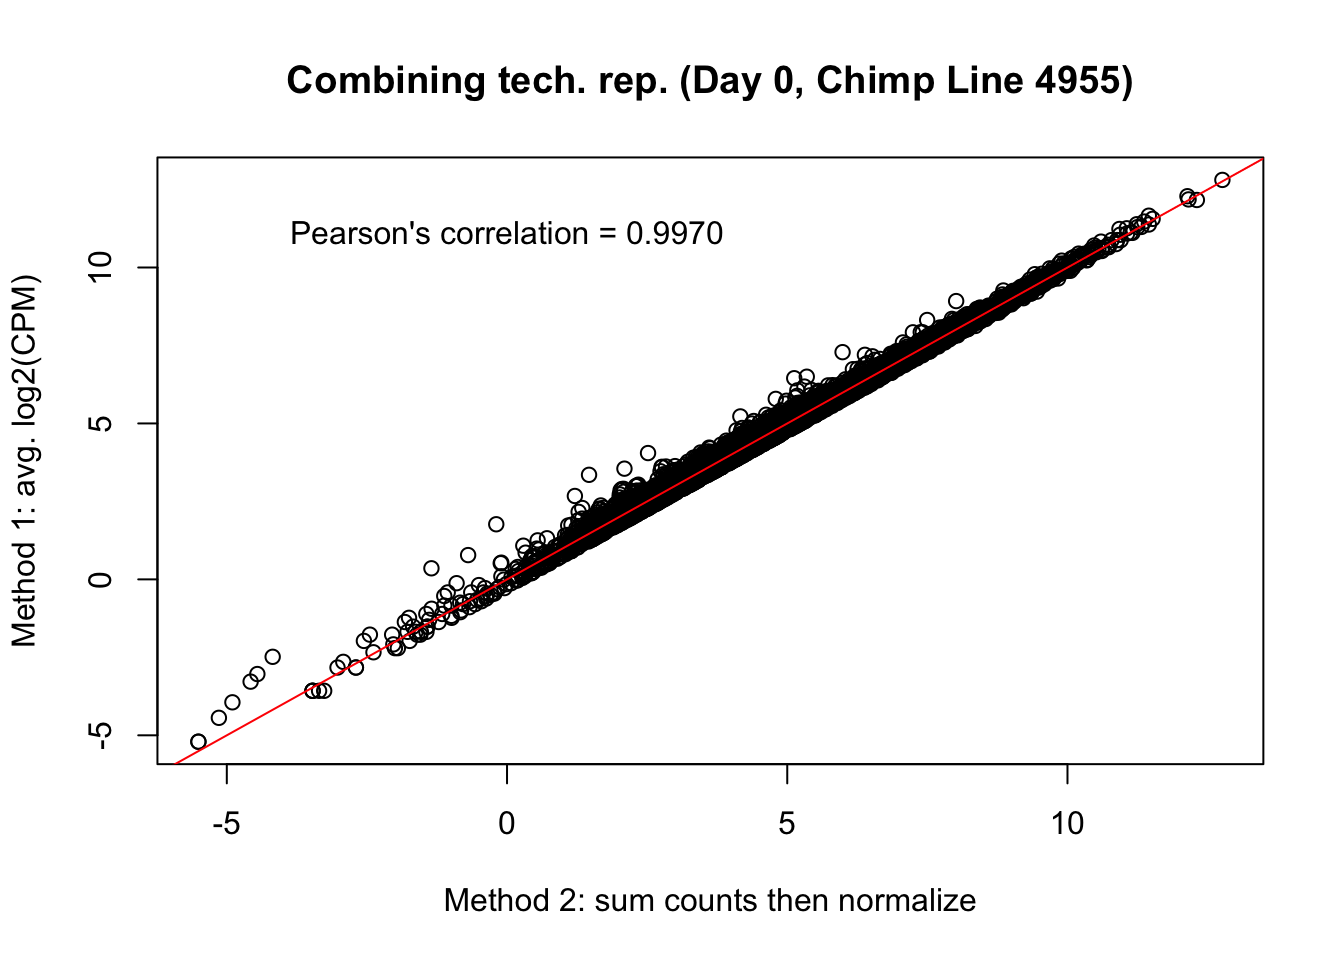 Combining tech. rep. (Day 0, Chimp Line 4955)
Pearson's correlation = 0.9970
Method 1: avg. log2(CPM)
10
5
0
-5
-5 0 5 10
Method 2: sum counts then normalize